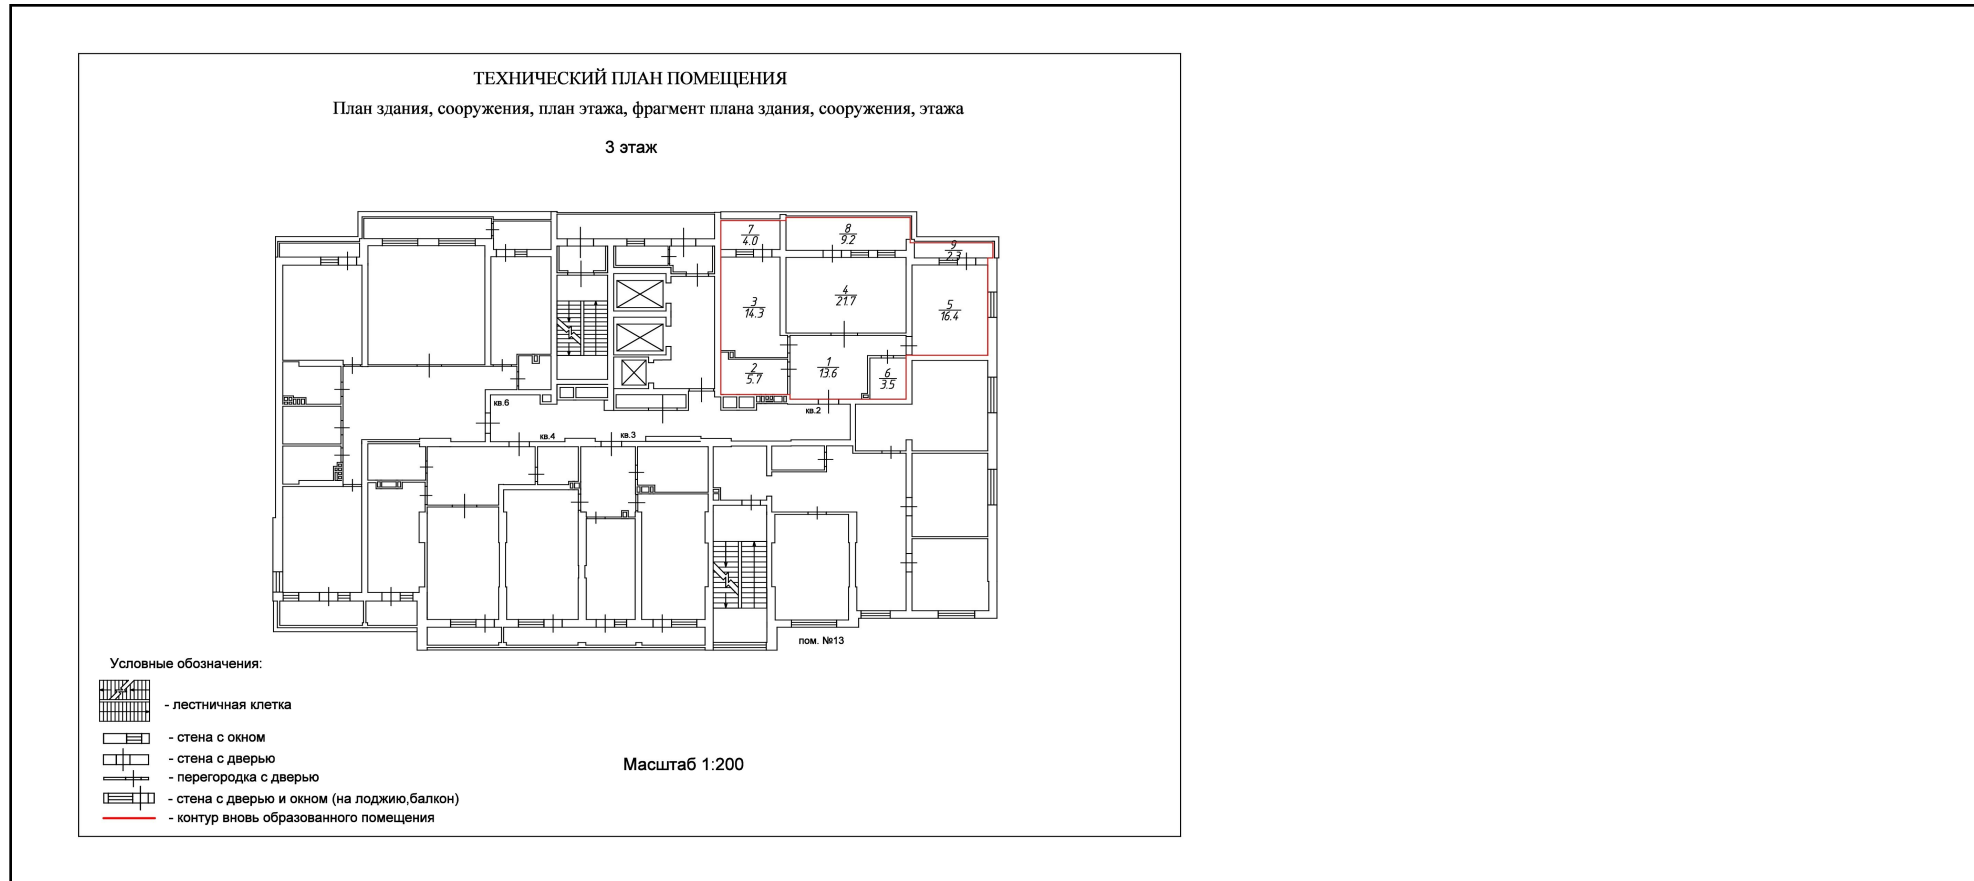 ТЕХНИЧЕСКИЙ ПЛАН ПОМЕЩЕНИЯ
План здания, сооружения, план этажа, фрагмент плана здания, сооружения, этажа
3 этаж
7
4.0
8
9.2
9
2.3
3
14.3
4
21.7
5
16.4
2
5.7
1
13.6
6
3.5
кв.6
кв.2
кв.4
кв.3
пом. №13
Условные обозначения:
- лестничная клетка
- стена с окном
- стена с дверью
- перегородка с дверью
- стена с дверью и окном (на лоджию,балкон)
- контур вновь образованного помещения
Масштаб 1:200